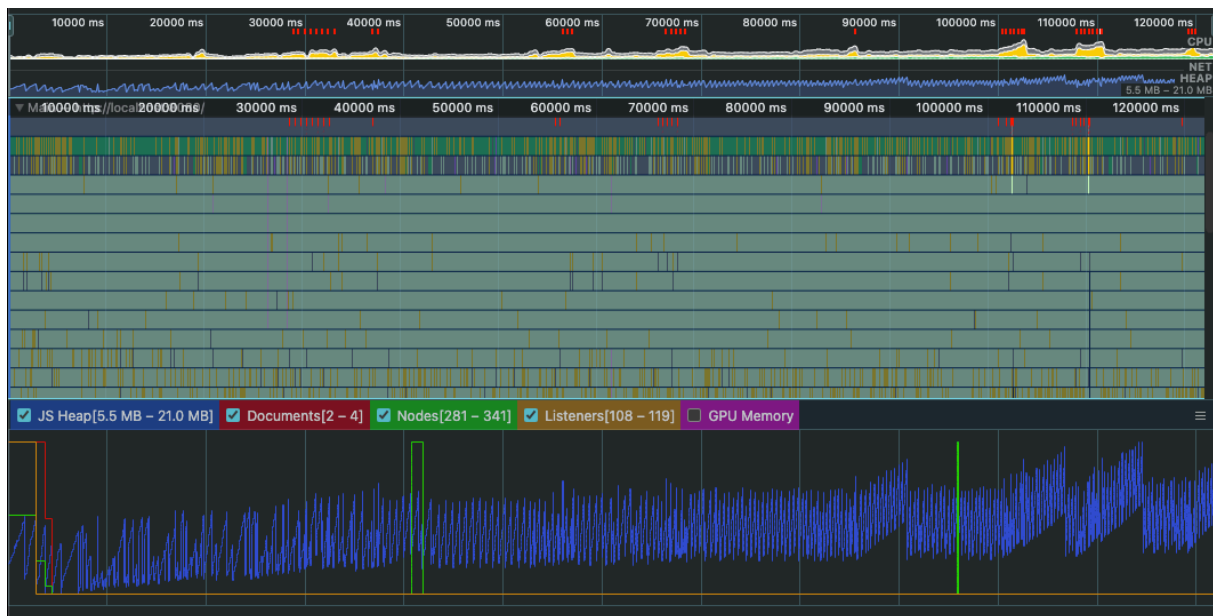 10000 ms 20000 ms 30000 ms 40000 ms 50000 ms 60000 ms 70000 ms 80000 ms 90000 ms 100000 ms 110000 ms 120000 ms
CPU
NET
HEAP
5.5 MB – 21.0 MB
10000 ms 20000 ms 30000 ms 40000 ms 50000 ms 60000 ms 70000 ms 80000 ms 90000 ms 100000 ms 110000 ms 120000 ms
JS Heap[5.5 MB – 21.0 MB] Documents[2 – 4] Nodes[281 – 341] Listeners[108 – 119] GPU Memory